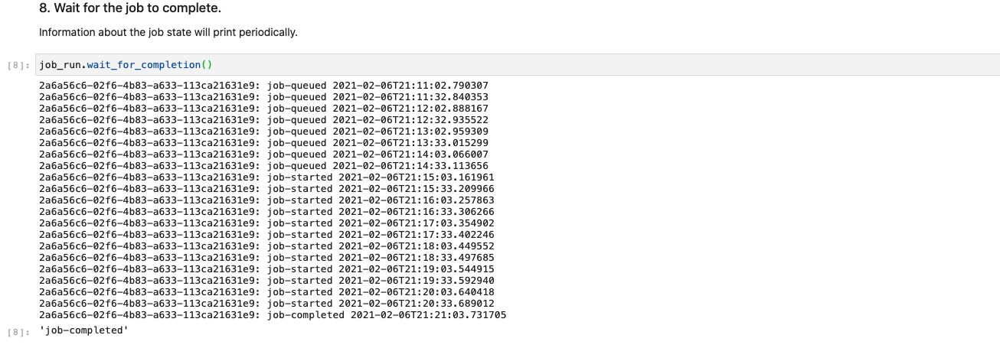 8. Wait for the job to complete.
Information about the job state will print periodically.
[8]: job_run.wait_for_completion()
2a6a56c6-02f6-4b83-a633-113ca21631e9: job-queued 2021-02-06T21:11:02.790307
2a6a56c6-02f6-4b83-a633-113ca21631e9: job-queued 2021-02-06T21:11:32.840353
2a6a56c6-02f6-4b83-a633-113ca21631e9: job-queued 2021-02-06T21:12:02.888167
2a6a56c6-02f6-4b83-a633-113ca21631e9: job-queued 2021-02-06T21:12:32.935522
2a6a56c6-02f6-4b83-a633-113ca21631e9: job-queued 2021-02-06T21:13:02.959309
2a6a56c6-02f6-4b83-a633-113ca21631e9: job-queued 2021-02-06T21:13:33.015299
2a6a56c6-02f6-4b83-a633-113ca21631e9: job-queued 2021-02-06T21:14:03.066007
2a6a56c6-02f6-4b83-a633-113ca21631e9: job-queued 2021-02-06T21:14:33.113656
2a6a56c6-02f6-4b83-a633-113ca21631e9: job-started 2021-02-06T21:15:03.161961
2a6a56c6-02f6-4b83-a633-113ca21631e9: job-started 2021-02-06T21:15:33.209966
2a6a56c6-02f6-4b83-a633-113ca21631e9: job-started 2021-02-06T21:16:03.257863
2a6a56c6-02f6-4b83-a633-113ca21631e9: job-started 2021-02-06T21:16:33.306266
2a6a56c6-02f6-4b83-a633-113ca21631e9: job-started 2021-02-06T21:17:03.354902
2a6a56c6-02f6-4b83-a633-113ca21631e9: job-started 2021-02-06T21:17:33.402246
2a6a56c6-02f6-4b83-a633-113ca21631e9: job-started 2021-02-06T21:18:03.449552
2a6a56c6-02f6-4b83-a633-113ca21631e9: job-started 2021-02-06T21:18:33.497685
2a6a56c6-02f6-4b83-a633-113ca21631e9: job-started 2021-02-06T21:19:03.544915
2a6a56c6-02f6-4b83-a633-113ca21631e9: job-started 2021-02-06T21:19:33.592940
2a6a56c6-02f6-4b83-a633-113ca21631e9: job-started 2021-02-06T21:20:03.640418
2a6a56c6-02f6-4b83-a633-113ca21631e9: job-started 2021-02-06T21:20:33.689012
2a6a56c6-02f6-4b83-a633-113ca21631e9: job-completed 2021-02-06T21:21:03.731705
[8]: 'job-completed'